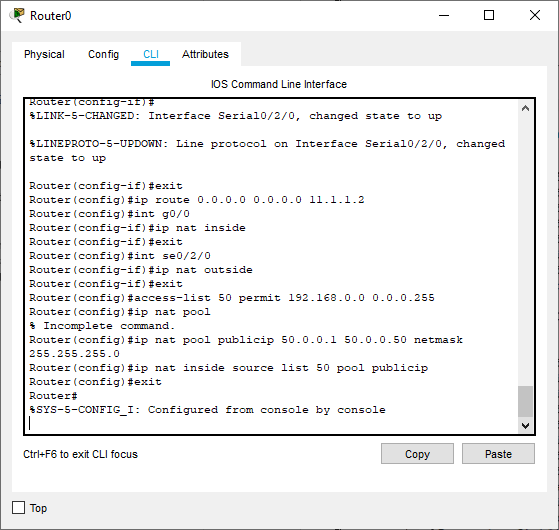 Router0
Physical Config CLI Attributes
IOS Command Line Interface
Router(config-if)#
%LINK-5-CHANGED: Interface Serial0/2/0, changed state to up
%LINEPROTO-5-UPDOWN: Line protocol on Interface Serial0/2/0, changed
state to up
Router(config-if)#exit
Router(config)#ip route 0.0.0.0 0.0.0.0 11.1.1.2
Router(config)#int g0/0
Router(config-if)#ip nat inside
Router(config-if)#exit
Router(config)#int se0/2/0
Router(config-if)#ip nat outside
Router(config-if)#exit
Router(config)#access-list 50 permit 192.168.0.0 0.0.0.255
Router(config)#ip nat pool
% Incomplete command.
Router(config)#ip nat pool publicip 50.0.0.1 50.0.0.50 netmask
255.255.255.0
Router(config)#ip nat inside source list 50 pool publicip
Router(config)#exit
Router#
%SYS-5-CONFIG_I: Configured from console by console
Ctrl+F6 to exit CLI focus
Copy Paste
Top